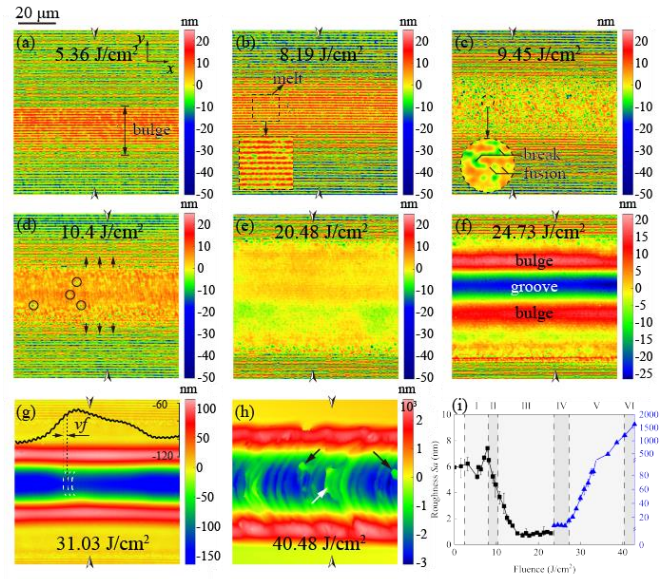 20 μm
nm
nm
nm
(a)
5.36 J/cm²
y
x
bulge
20
10
0
-10
-20
-30
-40
-50
(b)
8.19 J/cm²
melt
20
10
0
-10
-20
-30
-40
-50
(c)
9.45 J/cm²
break
fusion
20
10
0
-10
-20
-30
-40
-50
nm
nm
nm
(d)
10.4 J/cm²
20
10
0
-10
-20
-30
-40
-50
(e)
20.48 J/cm²
20
10
0
-10
-20
-30
-40
-50
(f)
24.73 J/cm²
bulge
groove
bulge
20
15
10
5
0
-5
-10
-15
-20
-25
nm
nm
(g)
-60
vf
-120
31.03 J/cm²
100
50
0
-50
-100
-150
(h)
40.48 J/cm²
10³
2
1
0
-1
-2
-3
(i)
I
II
III
IV
V
VI
Roughness Sa (nm)
10
8
6
4
2
0
2000
1500
1000
500
80
60
40
20
0
0
10
20
30
40
Fluence (J/cm²)